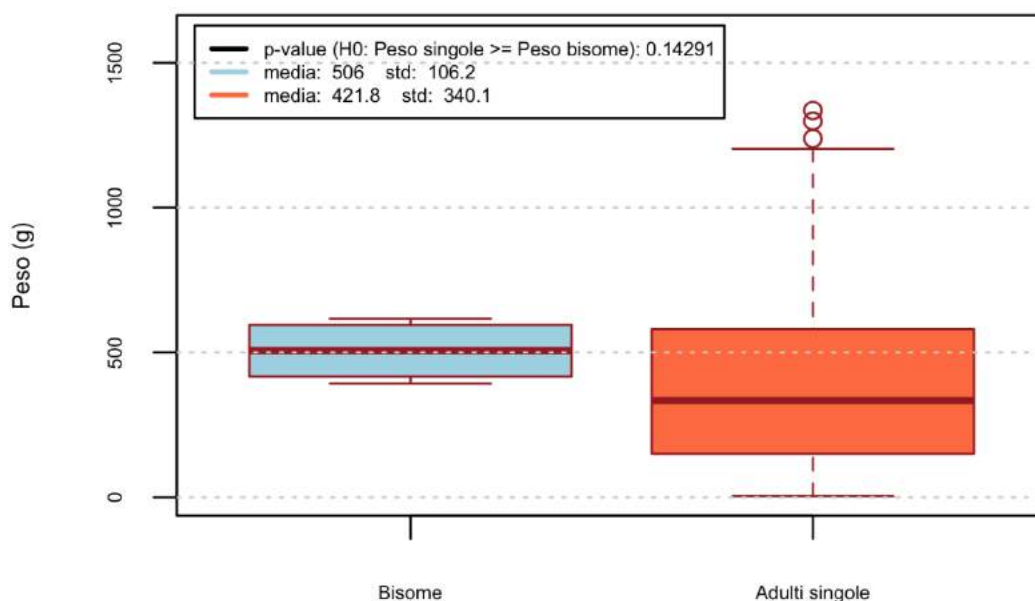 p-value (H0: Peso singole >= Peso bisome): 0.14291
media: 506 std: 106.2
media: 421.8 std: 340.1
Peso (g)
1500
1000
500
0
Bisome
Adulti singole